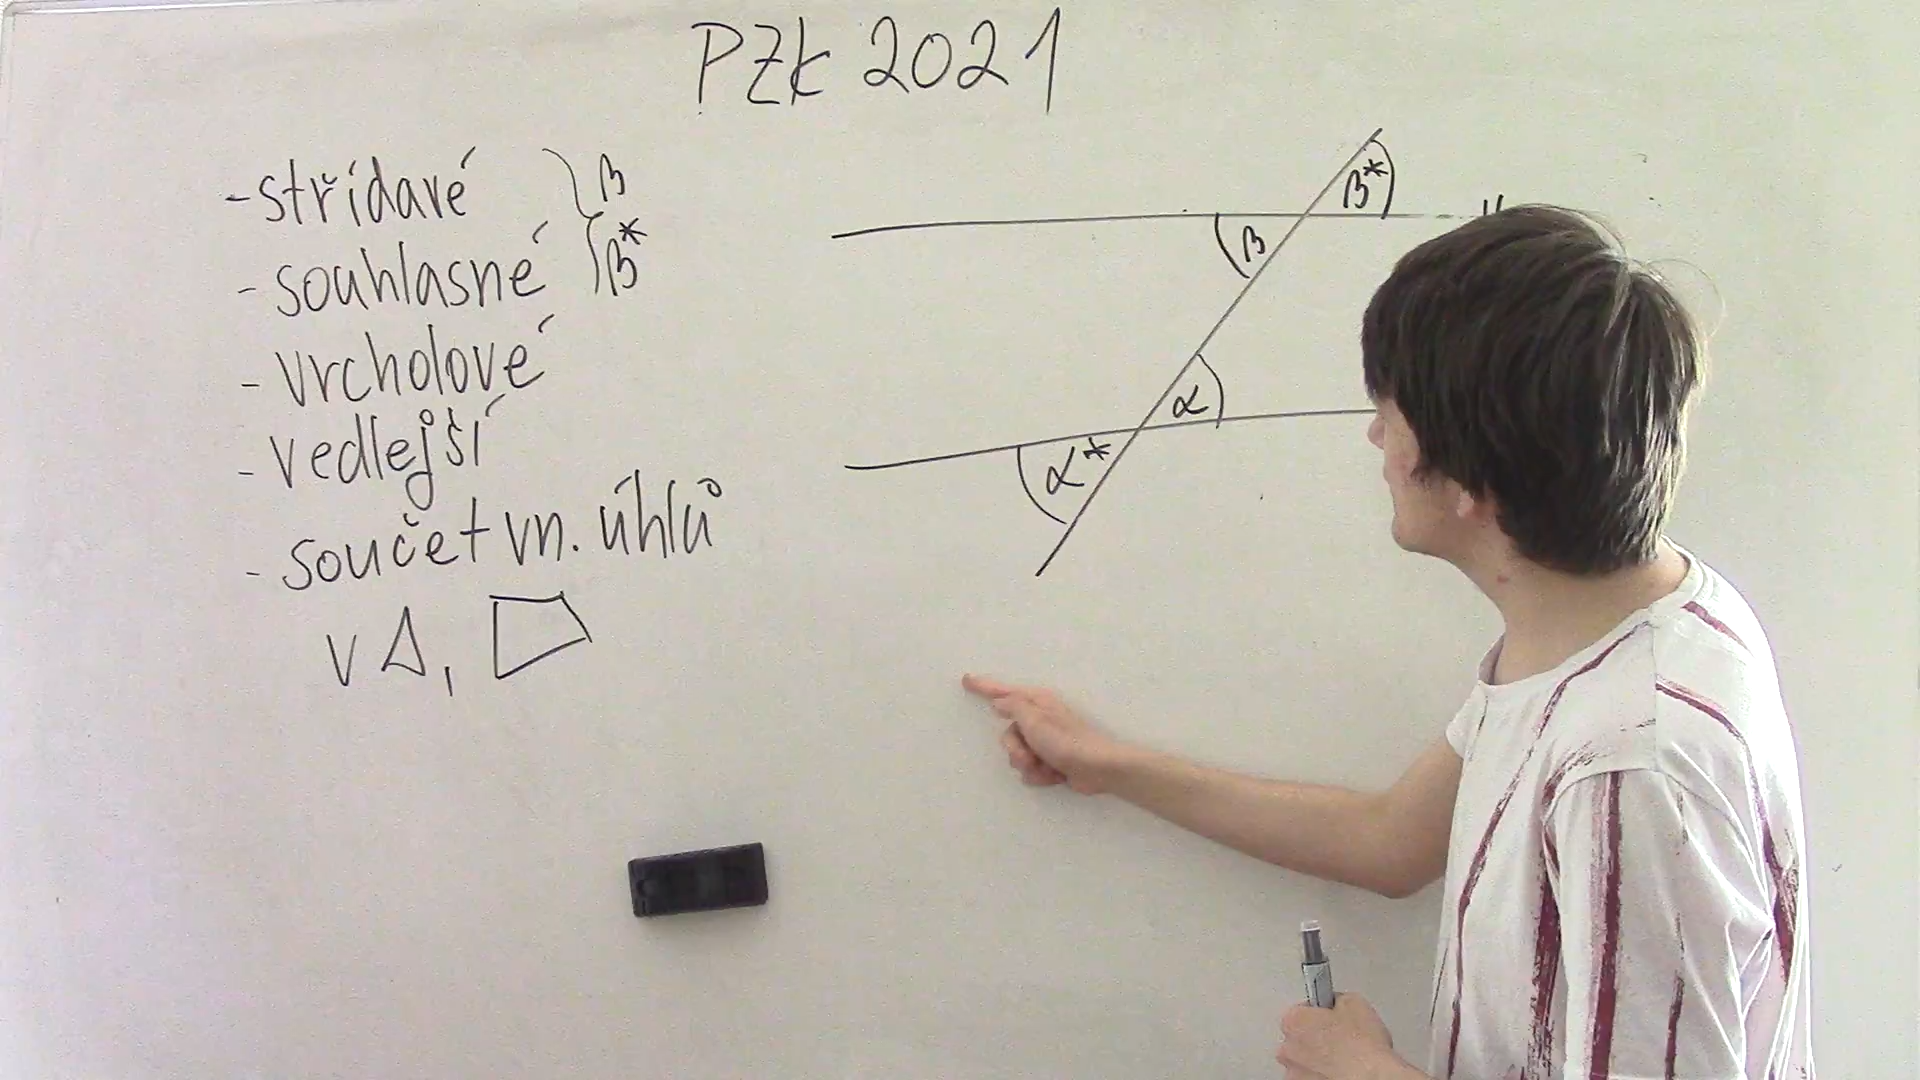 PZK 2021
- střídavé } β
- souhlasné } β*
- vrcholové
- vedlejší
- součet vn. úhlů
v Δ,
β*
β
α
α*